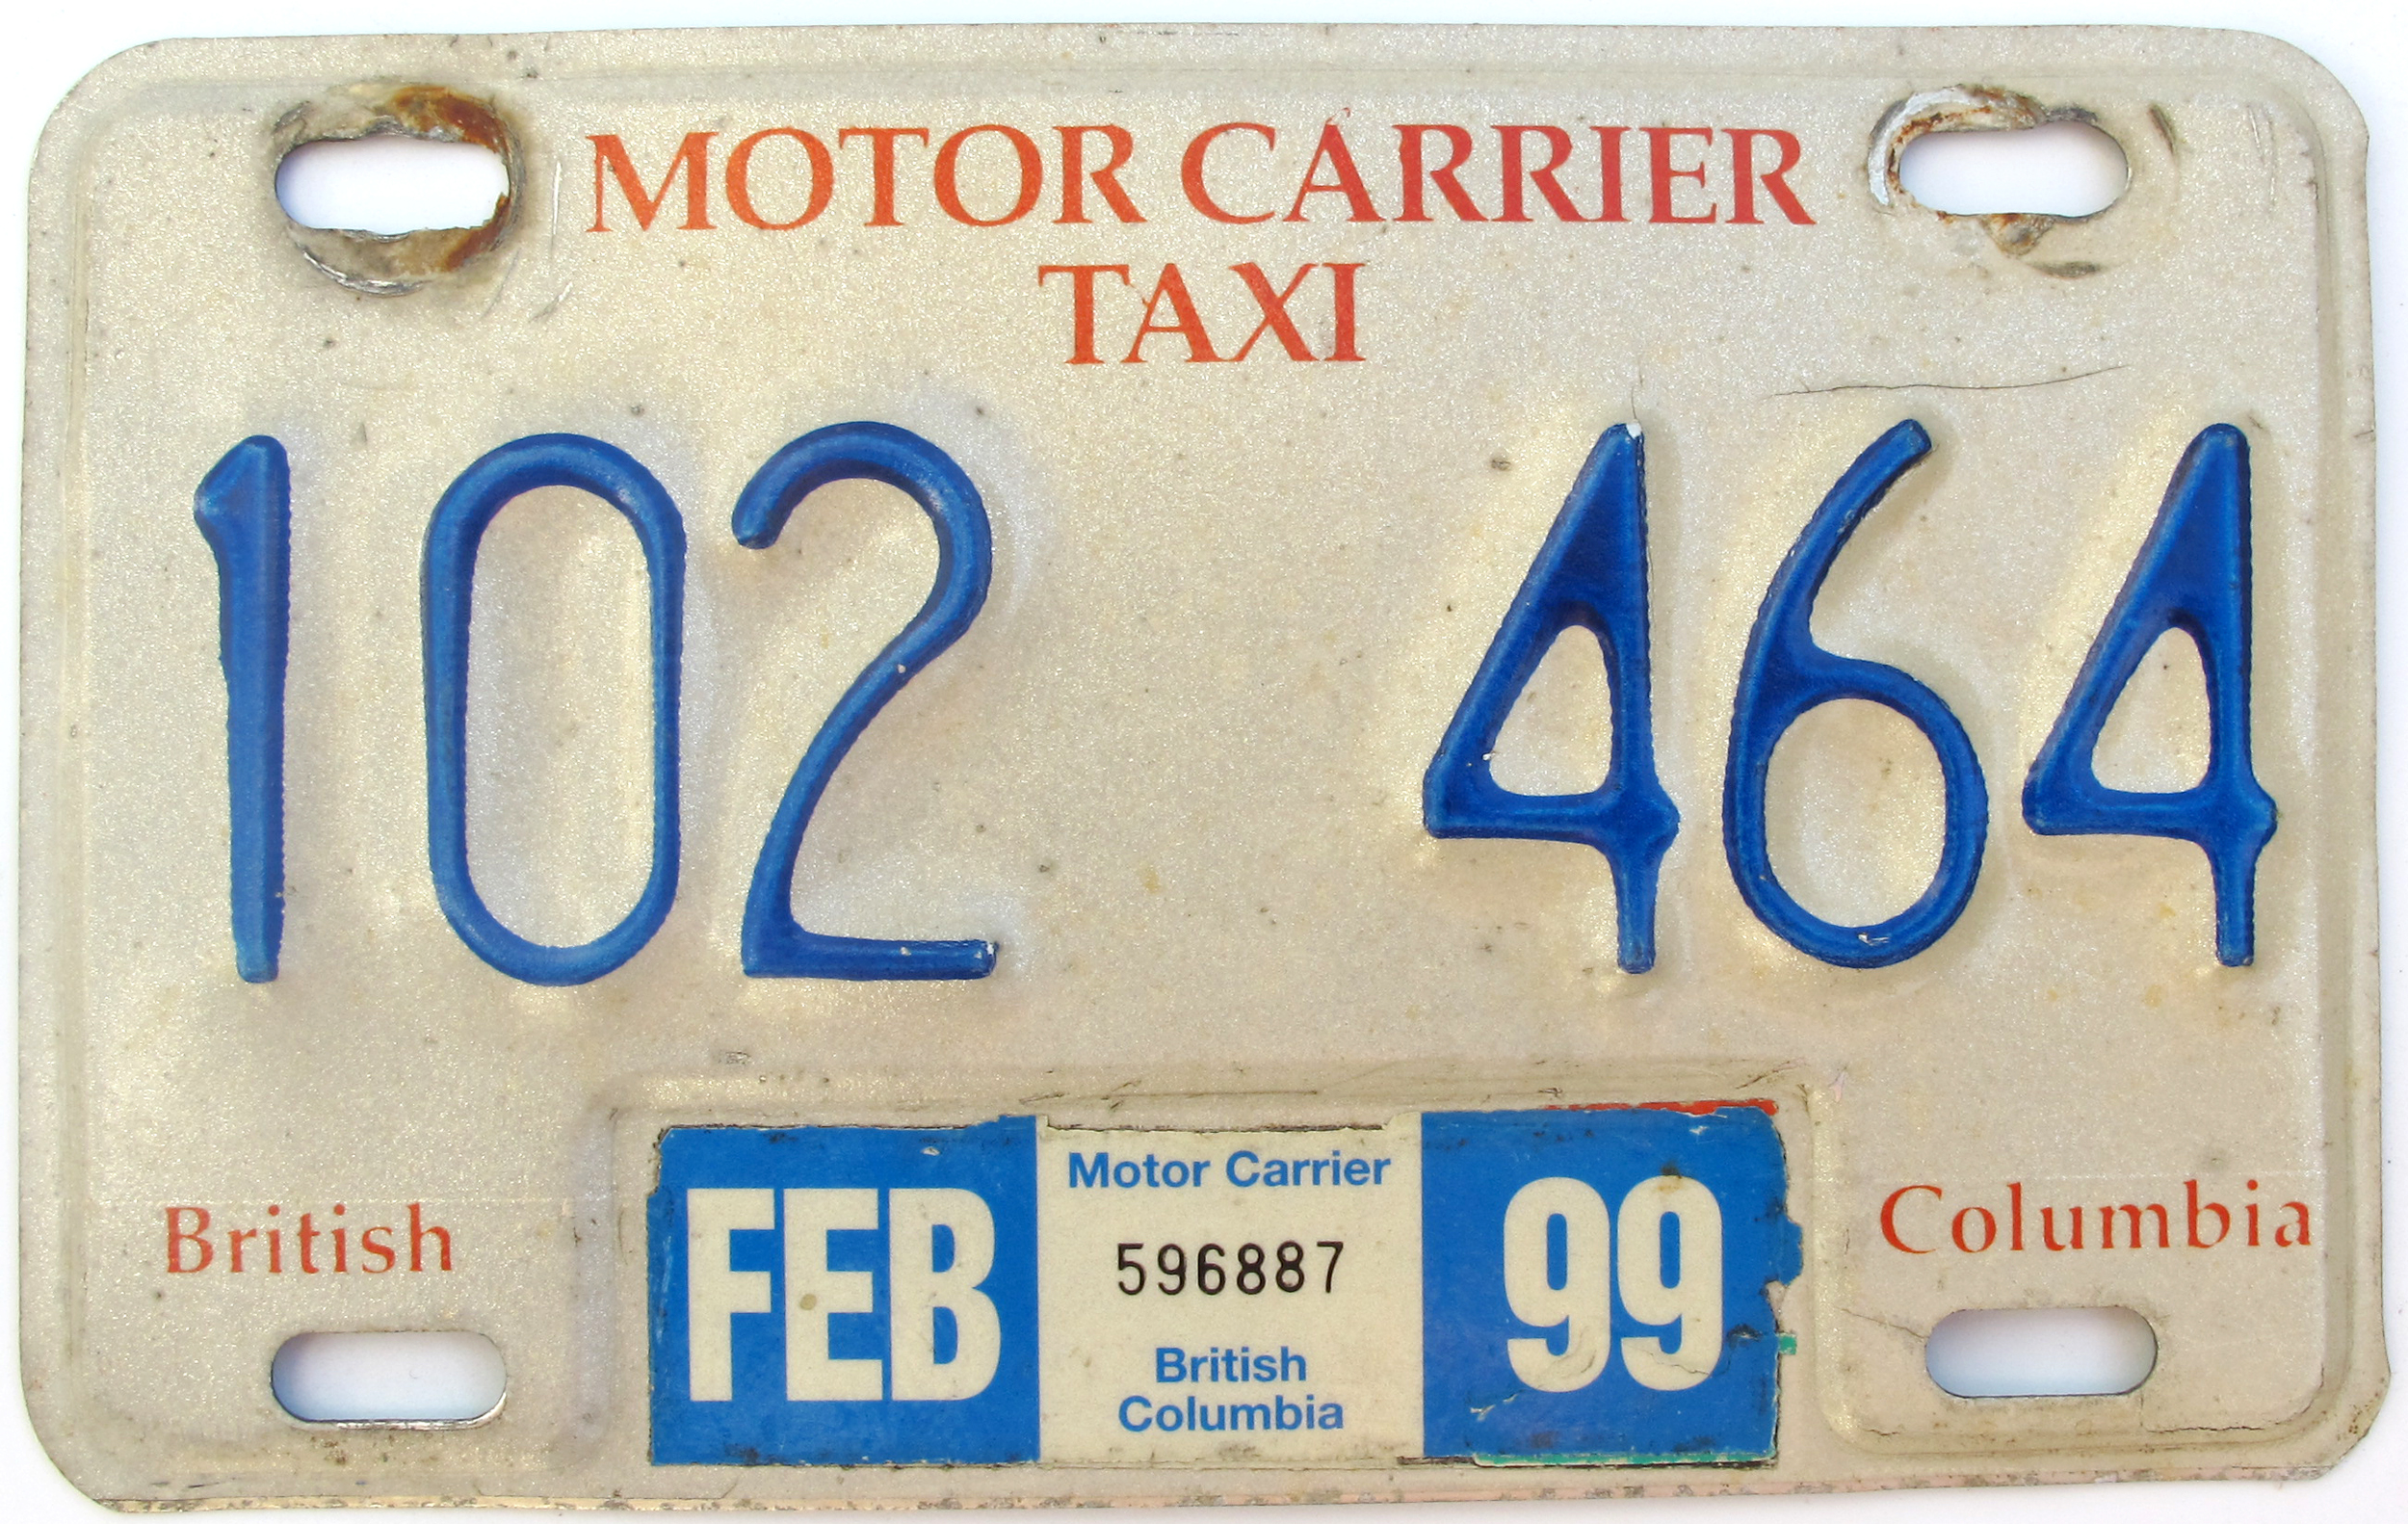 MOTOR CARRIER
TAXI
102 464
British
FEB
Motor Carrier
596887
British
Columbia
99
Columbia